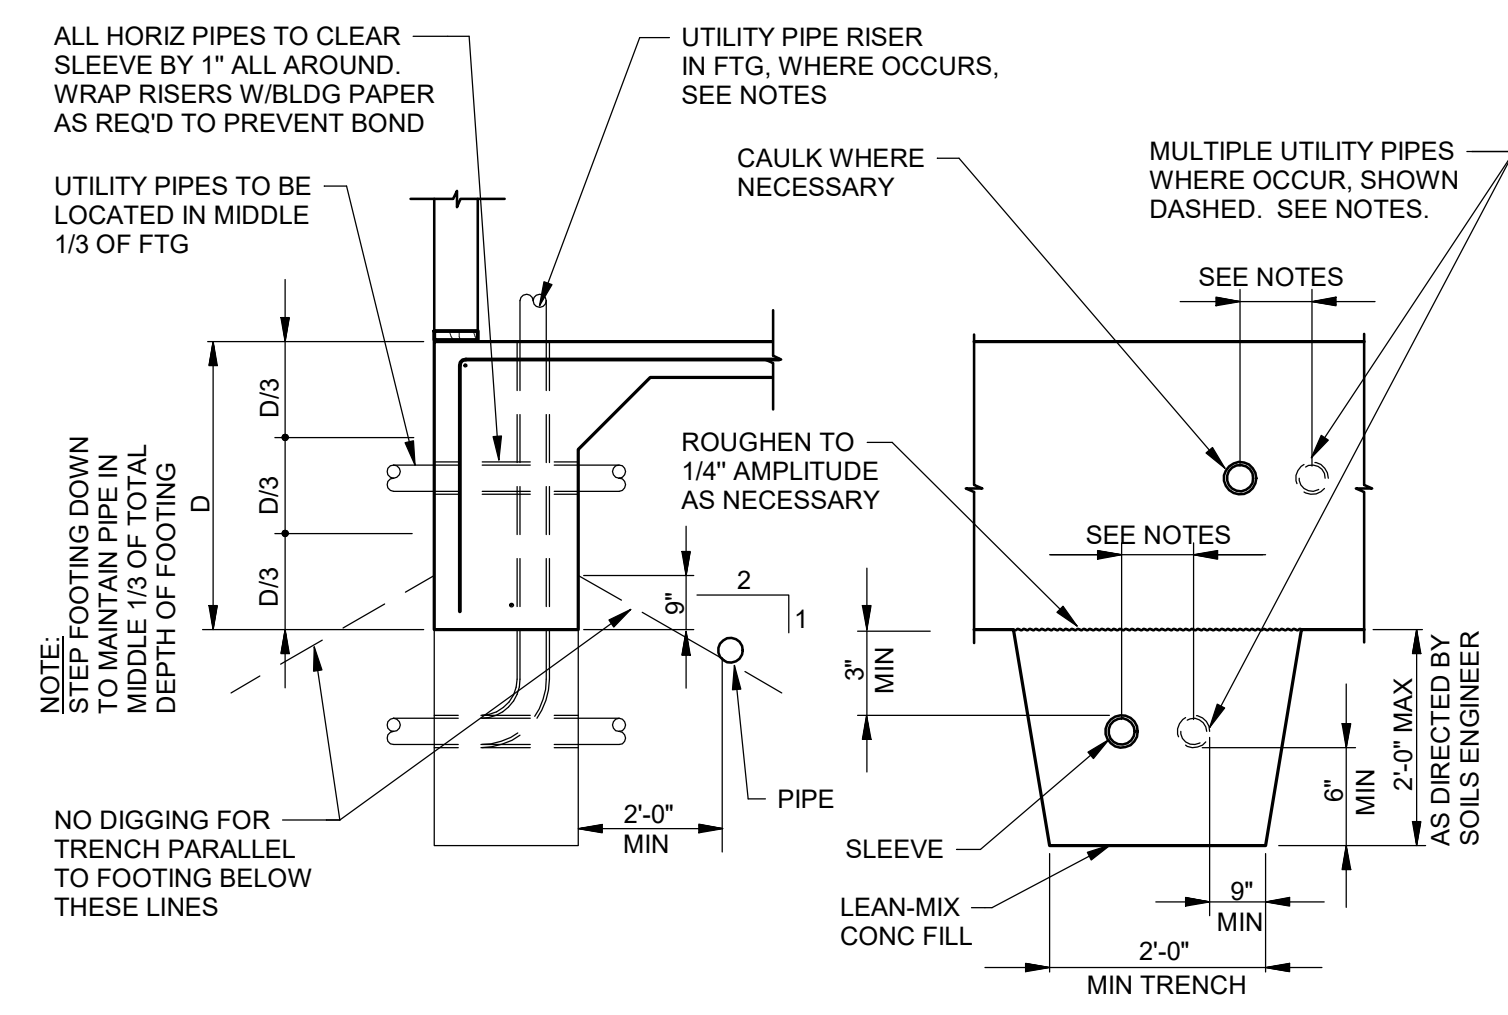 ALL HORIZ PIPES TO CLEAR
SLEEVE BY 1" ALL AROUND.
WRAP RISERS W/BLDG PAPER
AS REQ'D TO PREVENT BOND
UTILITY PIPE RISER
IN FTG, WHERE OCCURS,
SEE NOTES
CAULK WHERE
NECESSARY
MULTIPLE UTILITY PIPES
WHERE OCCUR, SHOWN
DASHED. SEE NOTES.
UTILITY PIPES TO BE
LOCATED IN MIDDLE
1/3 OF FTG
SEE NOTES
D/3
D/3
D/3
D
NOTE:
STEP FOOTING DOWN
TO MAINTAIN PIPE IN
MIDDLE 1/3 OF TOTAL
DEPTH OF FOOTING
ROUGHEN TO
1/4" AMPLITUDE
AS NECESSARY
SEE NOTES
9"
2
1
3"
MIN
2'-0" MAX
AS DIRECTED BY
SOILS ENGINEER
6"
MIN
PIPE
2'-0"
MIN
NO DIGGING FOR
TRENCH PARALLEL
TO FOOTING BELOW
THESE LINES
SLEEVE
LEAN-MIX
CONC FILL
9"
MIN
2'-0"
MIN TRENCH